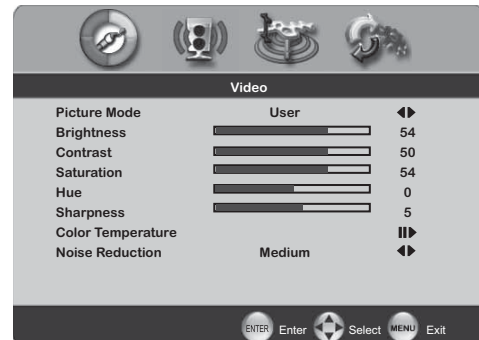 Video
Picture Mode User
Brightness 54
Contrast 50
Saturation 54
Hue 0
Sharpness 5
Color Temperature
Noise Reduction Medium
ENTER Enter Select MENU Exit